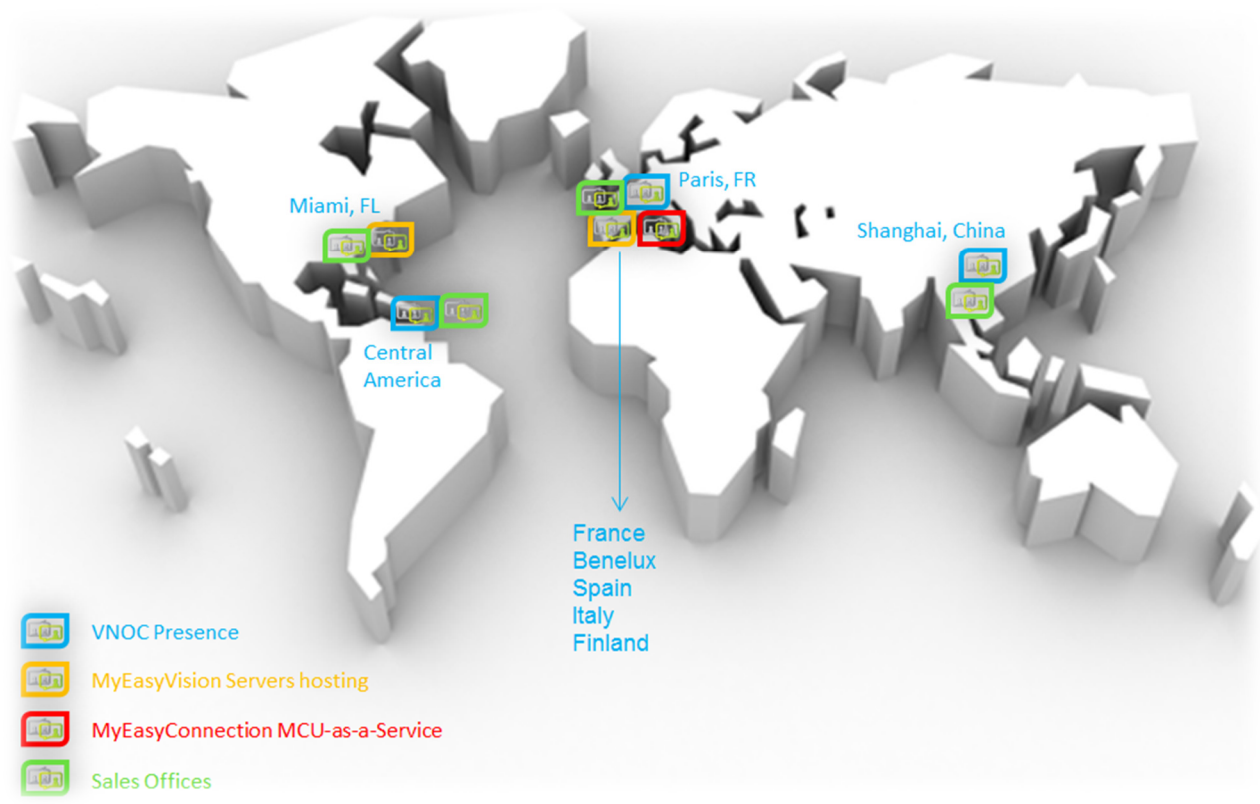 Paris, FR
Miami, FL
Shanghai, China
Central
America
France
Benelux
Spain
Italy
Finland
VNOC Presence
MyEasyVision Servers hosting
MyEasyConnection MCU-as-a-Service
Sales Offices